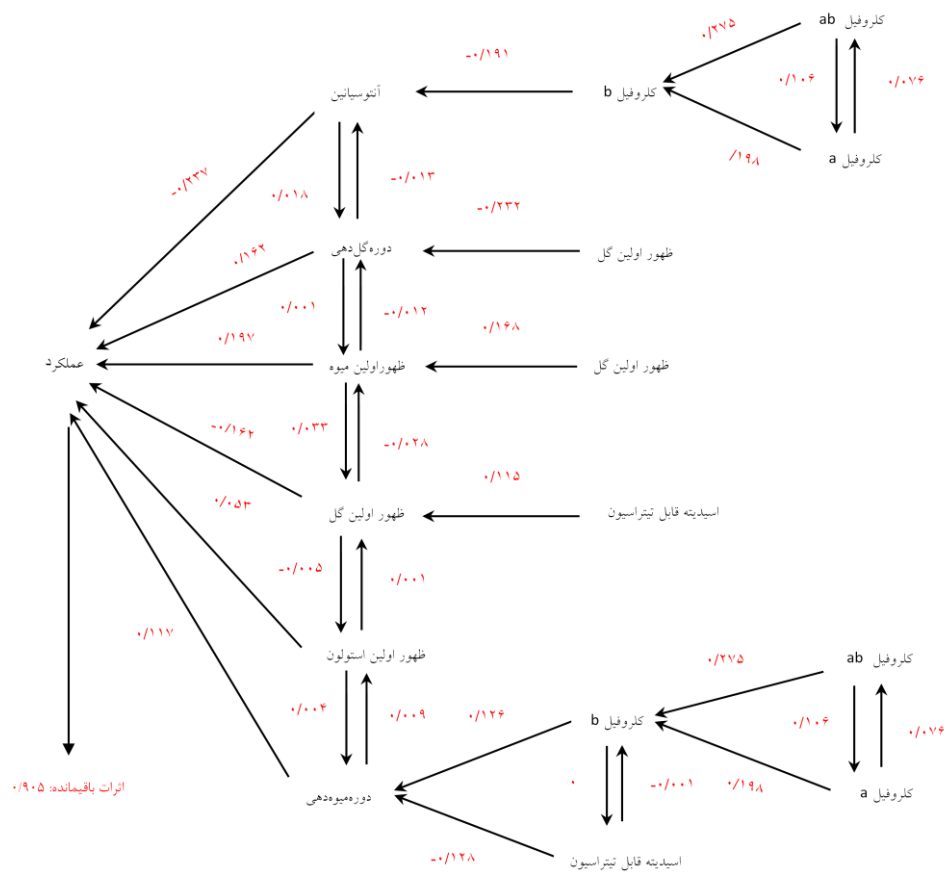 کلروفیل ab
۰/۲۷۵
-۰/۱۹۱
۰/۱۰۶
۰/۰۷۶
آنتوسیانین
کلروفیل b
/۱۹۸
کلروفیل a
-۰/۲۳۷
۰/۰۱۸
-۰/۰۱۳
-۰/۲۳۲
دوره گل‌دهی
ظهور اولین گل
۰/۱۶۲
۰/۰۰۱
-۰/۰۱۲
۰/۱۶۸
۰/۱۹۷
عملکرد
ظهوراولین میوه
ظهور اولین گل
-۰/۱۶۲
۰/۰۳۳
-۰/۰۲۸
۰/۱۱۵
۰/۰۵۳
ظهور اولین گل
اسیدیته قابل تیتراسیون
-۰/۰۰۵
۰/۰۰۱
۰/۱۱۷
ظهور اولین استولون
کلروفیل ab
۰/۲۷۵
۰/۰۰۴
۰/۰۰۹
۰/۱۲۶
کلروفیل b
۰/۱۰۶
۰/۰۷۶
اثرات باقیمانده: ۰/۹۰۵
دوره‌میوه‌دهی
۰
-۰/۰۰۱
۰/۱۹۸
کلروفیل a
-۰/۱۲۸
اسیدیته قابل تیتراسیون